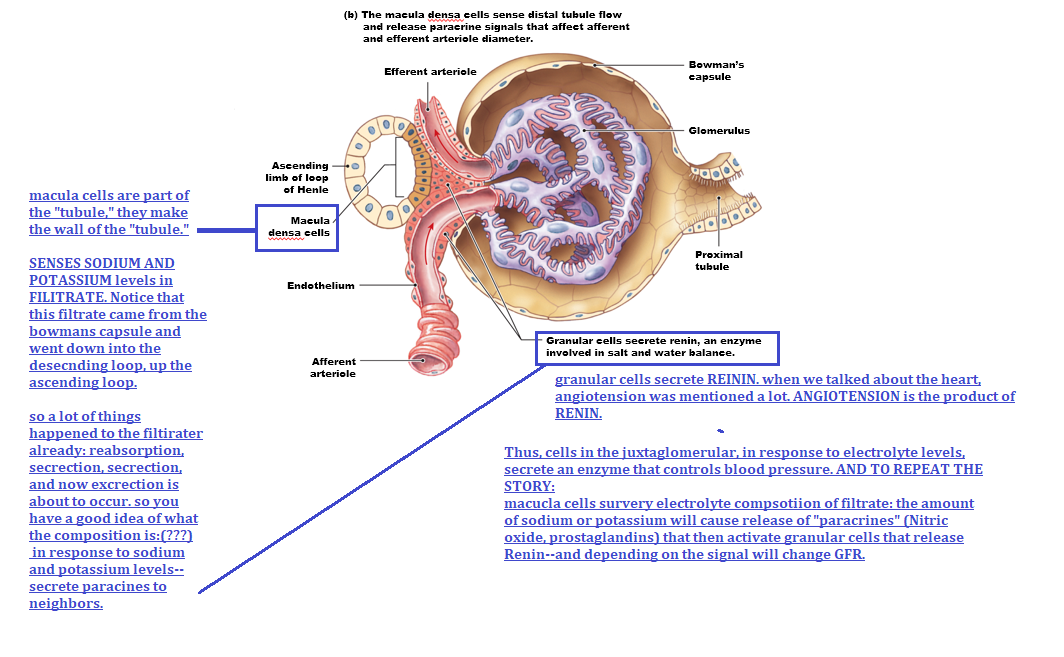 (b) The macula densa cells sense distal tubule flow
and release paracrine signals that affect afferent
and efferent arteriole diameter.
Efferent arteriole
Bowman's
capsule
Glomerulus
Ascending
limb of loop
of Henle
Macula
densa cells
Proximal
tubule
Endothelium
Granular cells secrete renin, an enzyme
involved in salt and water balance.
Afferent
arteriole
macula cells are part of
the "tubule," they make
the wall of the "tubule."
SENSES SODIUM AND
POTASSIUM levels in
FILITRATE. Notice that
this filtrate came from the
bowmans capsule and
went down into the
desecnding loop, up the
ascending loop.
so a lot of things
happened to the filtirater
already: reabsorption,
secrection, secrection,
and now excrection is
about to occur. so you
have a good idea of what
the composition is:(???)
in response to sodium
and potassium levels--
secrete paracines to
neighbors.
granular cells secrete REININ. when we talked about the heart,
angiotension was mentioned a lot. ANGIOTENSION is the product of
RENIN.
Thus, cells in the juxtaglomerular, in response to electrolyte levels,
secrete an enzyme that controls blood pressure. AND TO REPEAT THE
STORY:
macucla cells survery electrolyte compsotiion of filtrate: the amount
of sodium or potassium will cause release of "paracrines" (Nitric
oxide, prostaglandins) that then activate granular cells that release
Renin--and depending on the signal will change GFR.